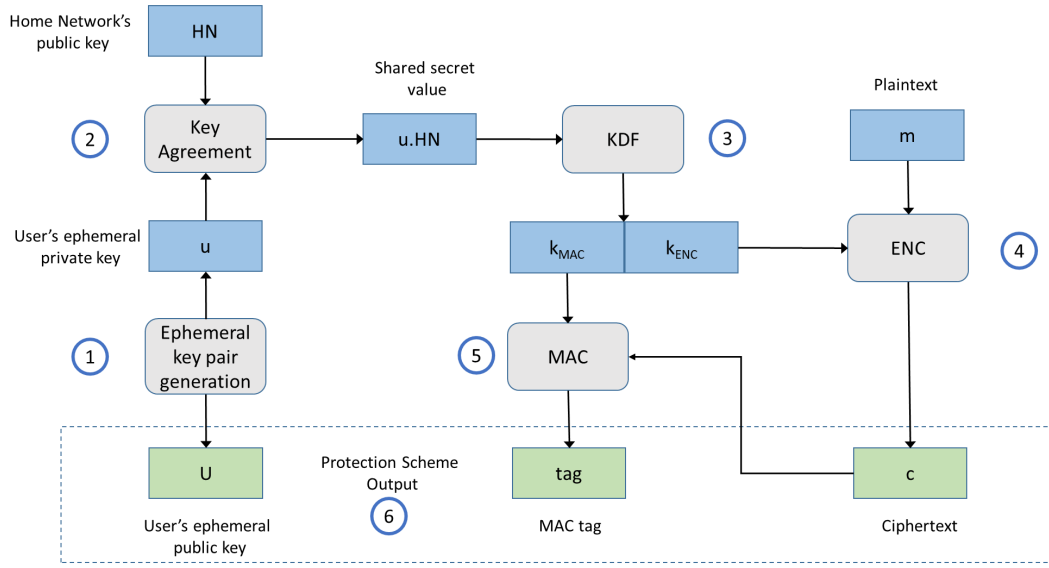 Home Network's
public key
HN
Shared secret
value
Plaintext
2
Key
Agreement
u.HN
KDF
3
m
User's ephemeral
private key
u
kMAC
kENC
ENC
4
1
Ephemeral
key pair
generation
5
MAC
U
Protection Scheme
Output
6
tag
c
User's ephemeral
public key
MAC tag
Ciphertext